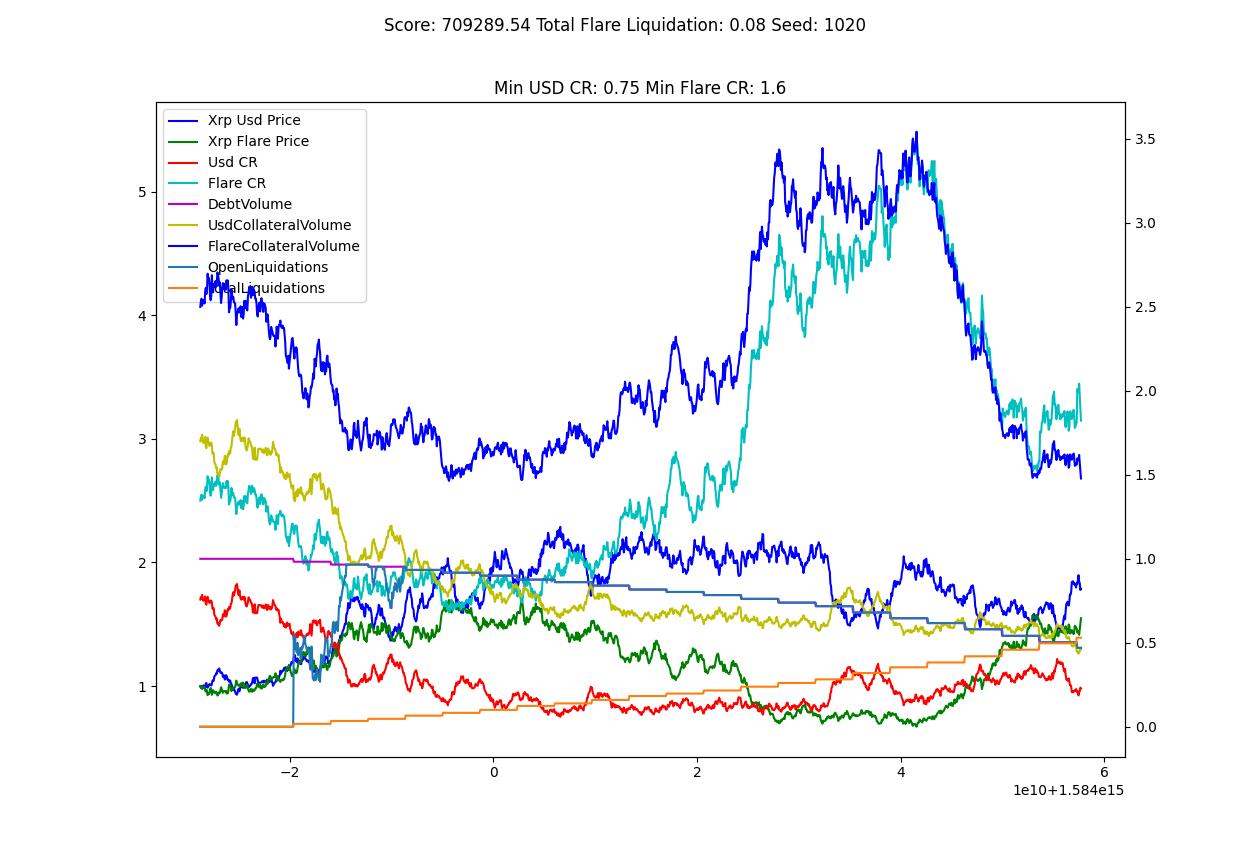 Score: 709289.54 Total Flare Liquidation: 0.08 Seed: 1020
Min USD CR: 0.75 Min Flare CR: 1.6
Xrp Usd Price
Xrp Flare Price
Usd CR
Flare CR
DebtVolume
UsdCollateralVolume
FlareCollateralVolume
OpenLiquidations
TotalLiquidations
5
4
3
2
1
3.5
3.0
2.5
2.0
1.5
1.0
0.5
0.0
−2
0
2
4
6
1e10+1.584e15